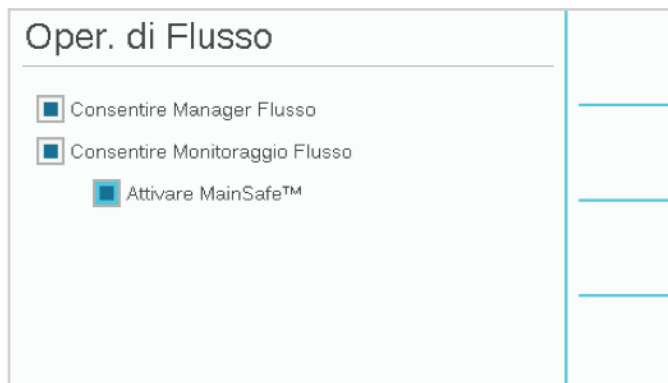 Oper. di Flusso
Consentire Manager Flusso
Consentire Monitoraggio Flusso
Attivare MainSafe™